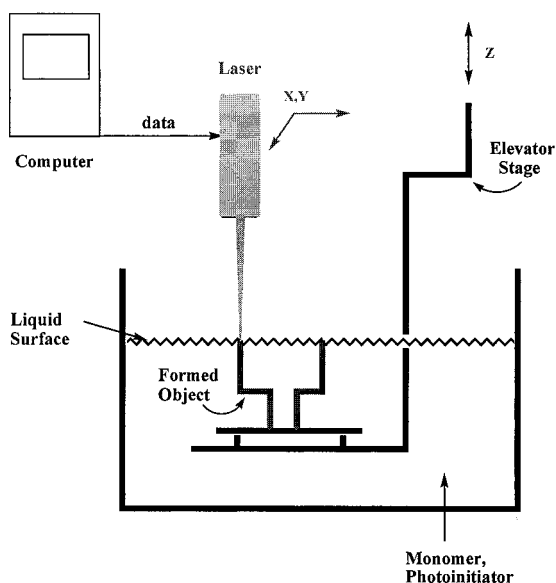 Laser
Z
X,Y
data
Computer
Elevator
Stage
Liquid
Surface
Formed
Object
Monomer,
Photoinitiator